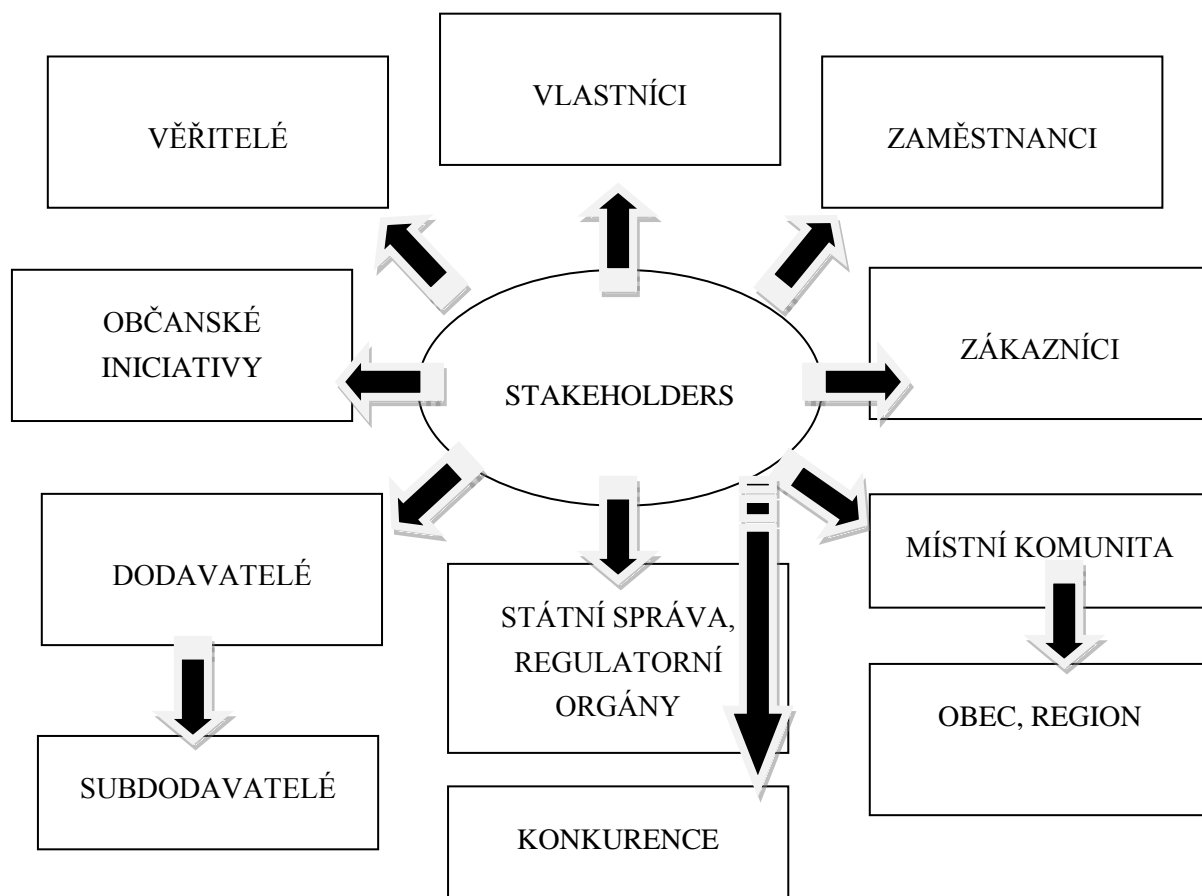 VLASTNÍCI
VĚŘITELÉ
ZAMĚSTNANCI
OBČANSKÉ
INICIATIVY
ZÁKAZNÍCI
STAKEHOLDERS
DODAVATELÉ
MÍSTNÍ KOMUNITA
STÁTNÍ SPRÁVA,
REGULATORNÍ
ORGÁNY
OBEC, REGION
SUBDODAVATELÉ
KONKURENCE